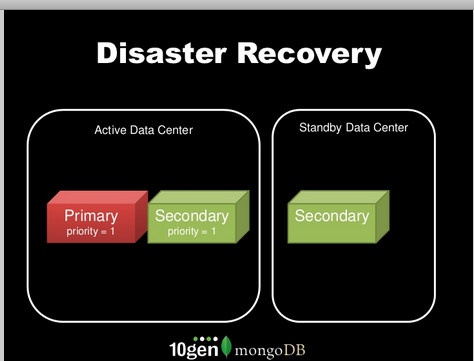 Disaster Recovery
Active Data Center
Standby Data Center
Primary
priority = 1
Secondary
priority = 1
Secondary
10gen mongoDB